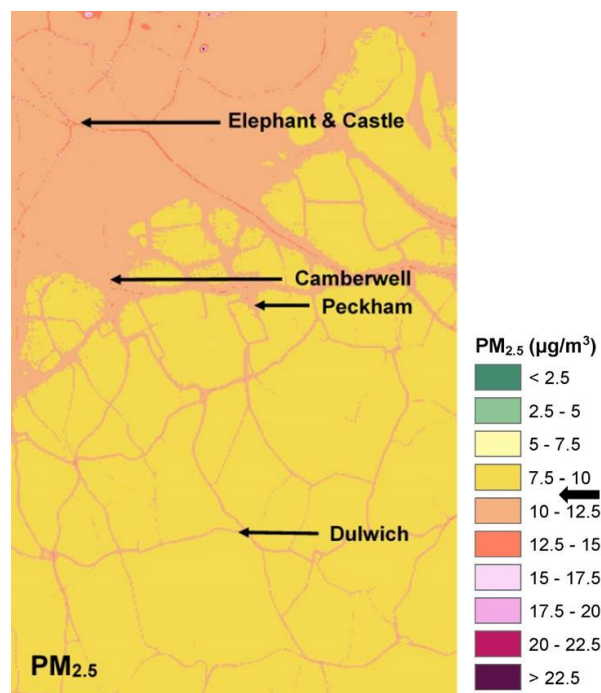 Elephant & Castle
Camberwell
Peckham
Dulwich
PM₂.₅
PM₂.₅ (µg/m³)
< 2.5
2.5 - 5
5 - 7.5
7.5 - 10
10 - 12.5
12.5 - 15
15 - 17.5
17.5 - 20
20 - 22.5
> 22.5